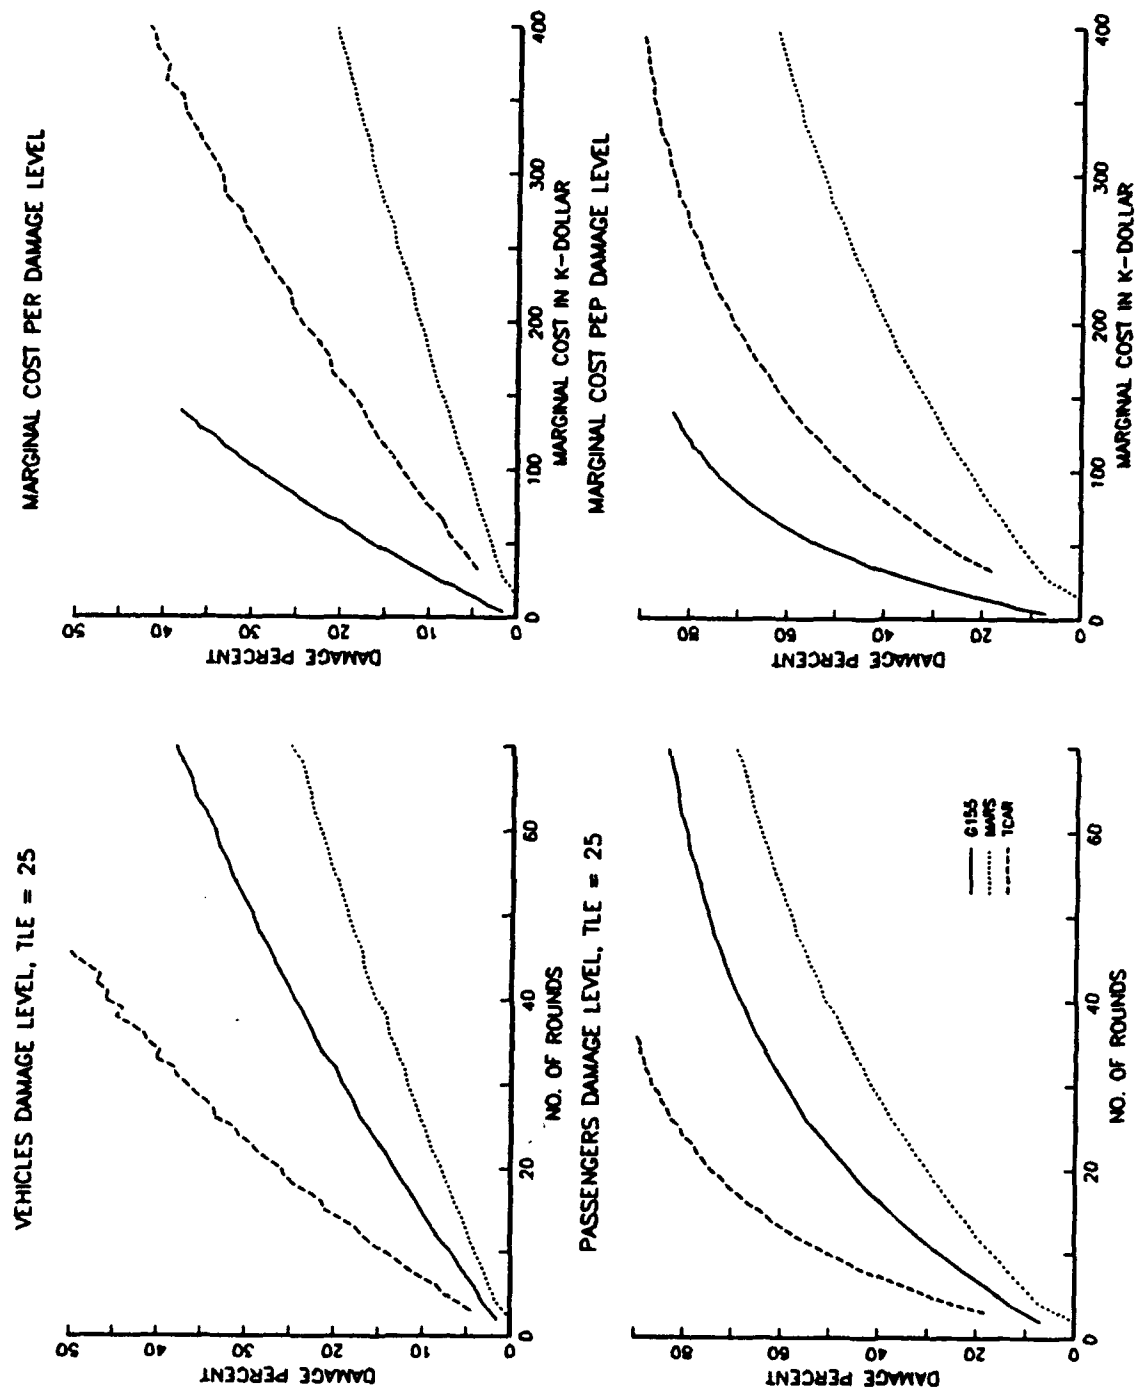 VEHICLES DAMAGE LEVEL, TLE = 25
DAMAGE PERCENT
50
40
30
20
10
0
0
20
40
60
NO. OF ROUNDS
MARGINAL COST PER DAMAGE LEVEL
DAMAGE PERCENT
50
40
30
20
10
0
0
100
200
300
400
MARGINAL COST IN K-DOLLAR
PASSENGERS DAMAGE LEVEL, TLE = 25
DAMAGE PERCENT
80
60
40
20
0
0
20
40
60
NO. OF ROUNDS
G155
MARS
TCAR
MARGINAL COST PEP DAMAGE LEVEL
DAMAGE PERCENT
80
60
40
20
0
0
100
200
300
400
MARGINAL COST IN K-DOLLAR